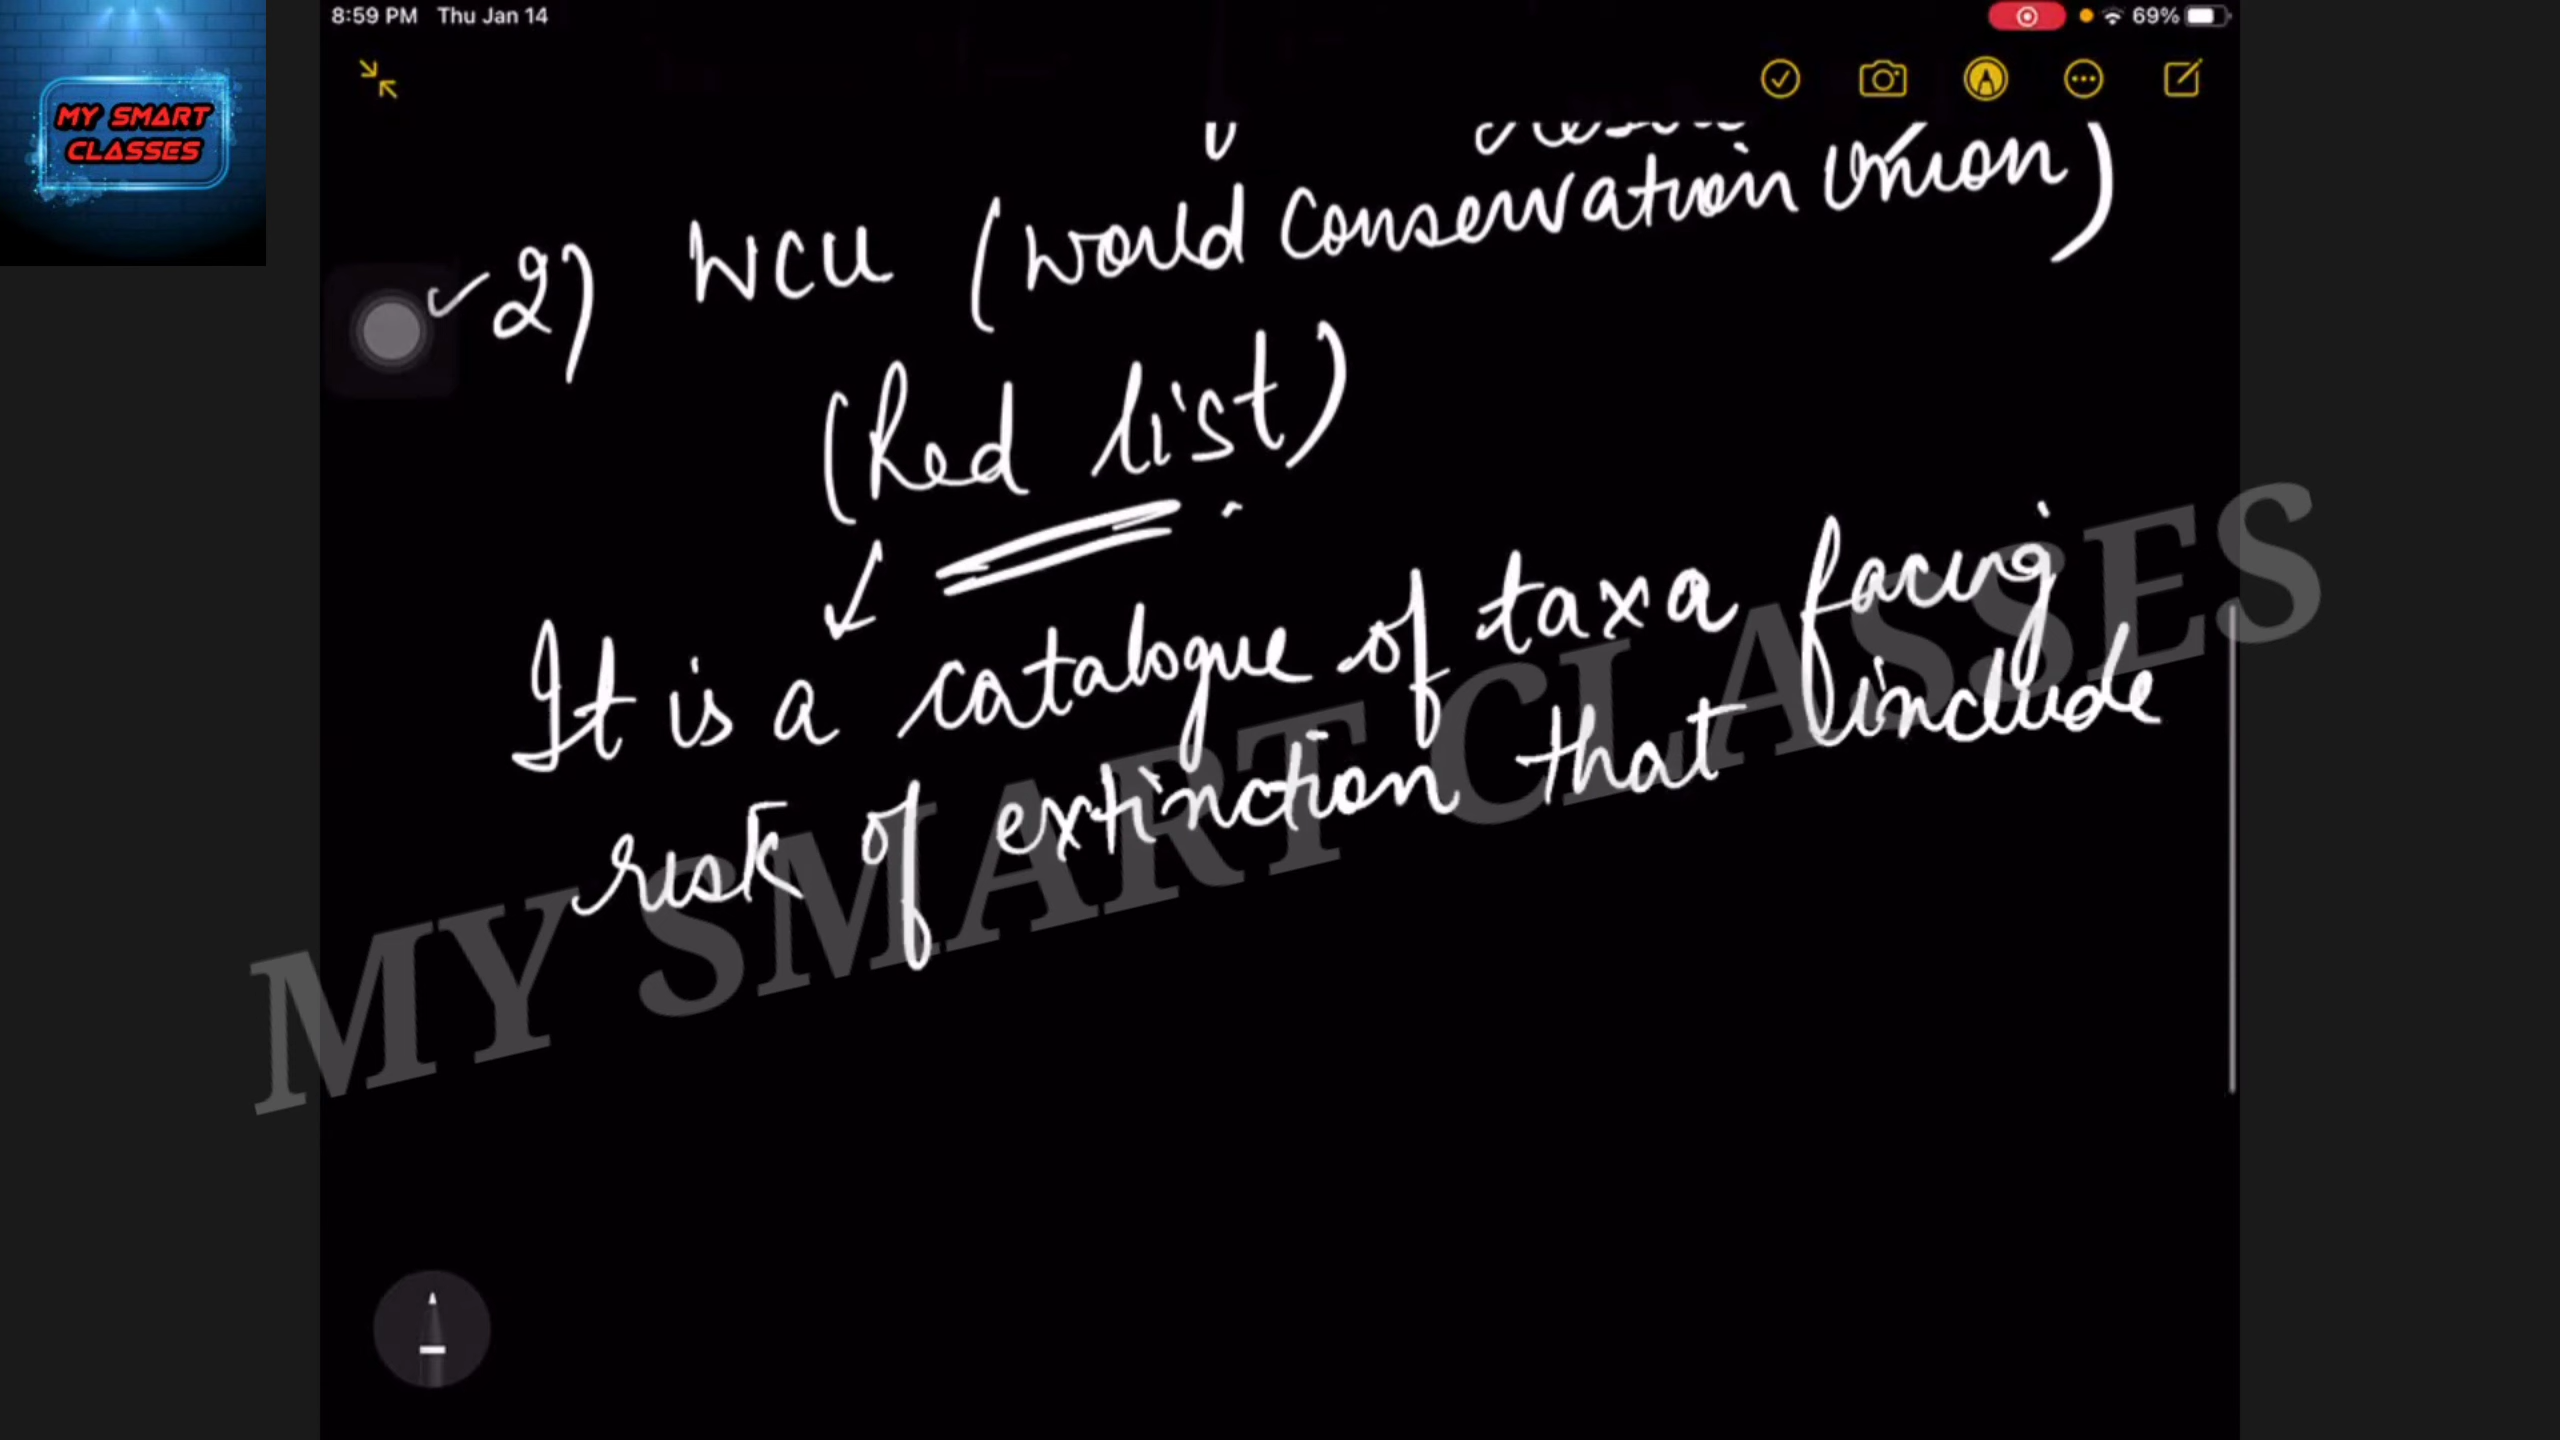 8:59 PM Thu Jan 14
69%
MY SMART
CLASSES
2) WCU (World Conservation Union)
(Red list)
It is a catalogue of taxa facing
risk of extinction that include
MY SMART CLASSES